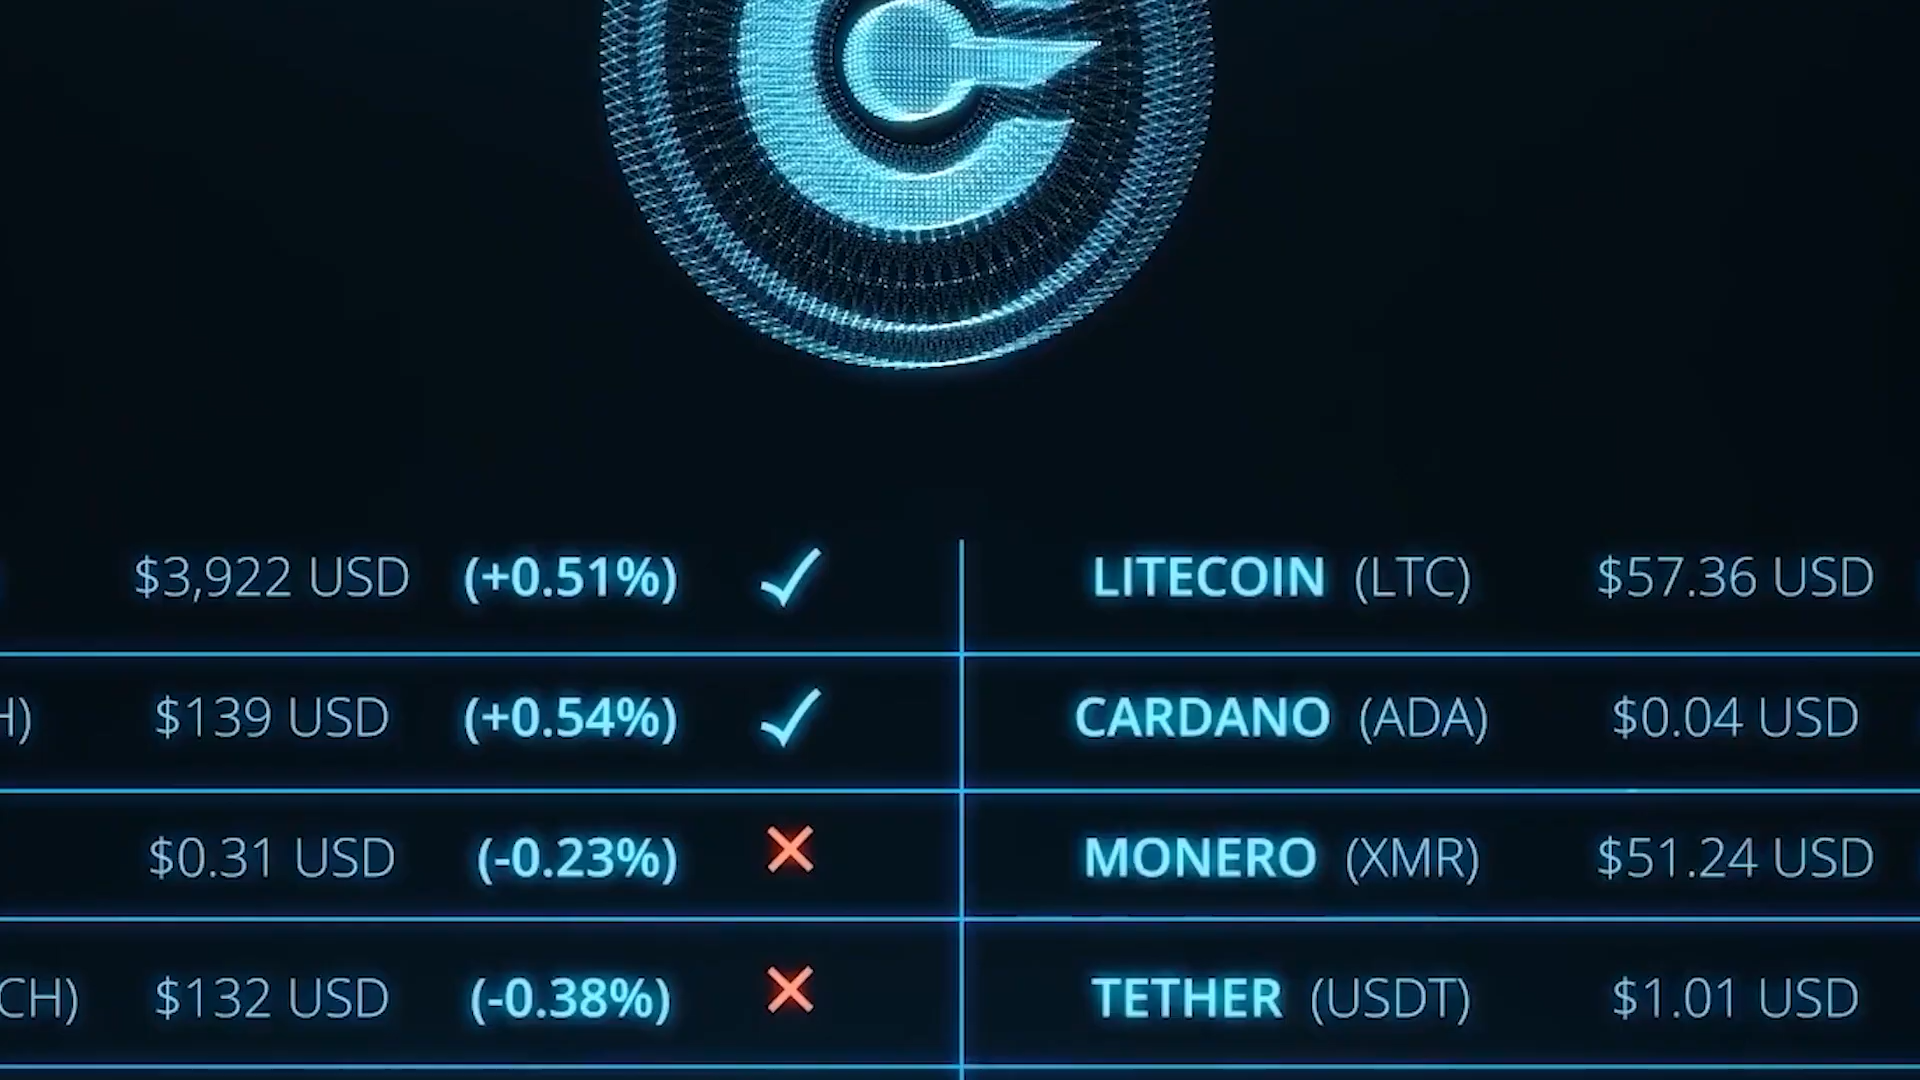 $3,922 USD (+0.51%) LITECOIN (LTC) $57.36 USD
H) $139 USD (+0.54%) CARDANO (ADA) $0.04 USD
$0.31 USD (-0.23%) MONERO (XMR) $51.24 USD
CH) $132 USD (-0.38%) TETHER (USDT) $1.01 USD